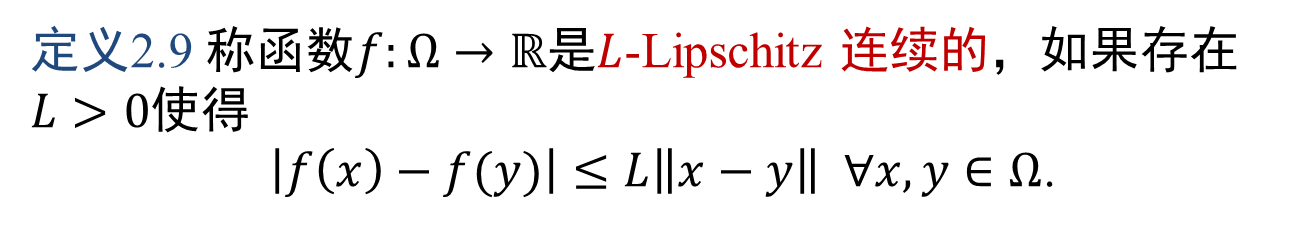 定义2.9 称函数𝑓: Ω → ℝ是𝐿-Lipschitz 连续的，如果存在
𝐿 > 0使得
|𝑓(𝑥) − 𝑓(𝑦)| ≤ 𝐿‖𝑥 − 𝑦‖ ∀𝑥, 𝑦 ∈ Ω.